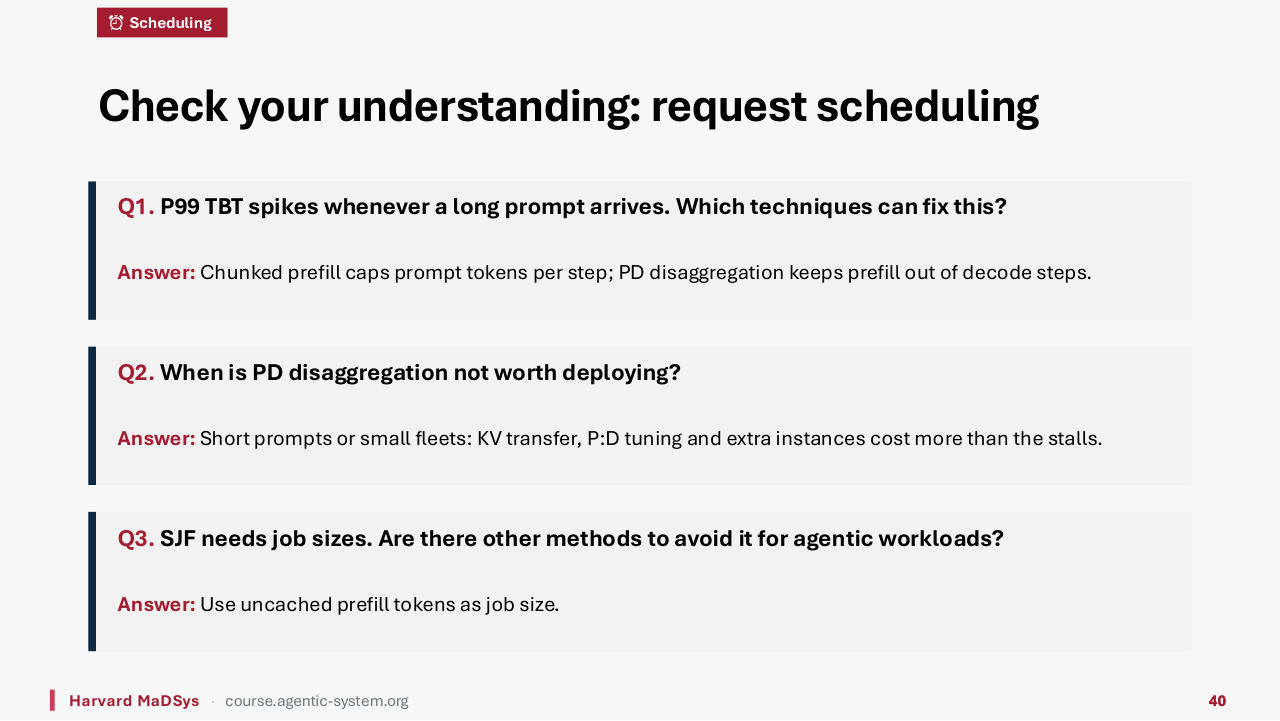 ⏰ Scheduling
Check your understanding: request scheduling
Q1. P99 TBT spikes whenever a long prompt arrives. Which techniques can fix this?
Answer: Chunked prefill caps prompt tokens per step; PD disaggregation keeps prefill out of decode steps.
Q2. When is PD disaggregation not worth deploying?
Answer: Short prompts or small fleets: KV transfer, P:D tuning and extra instances cost more than the stalls.
Q3. SJF needs job sizes. Are there other methods to avoid it for agentic workloads?
Answer: Use uncached prefill tokens as job size.
Harvard MaDSys · course.agentic-system.org
40